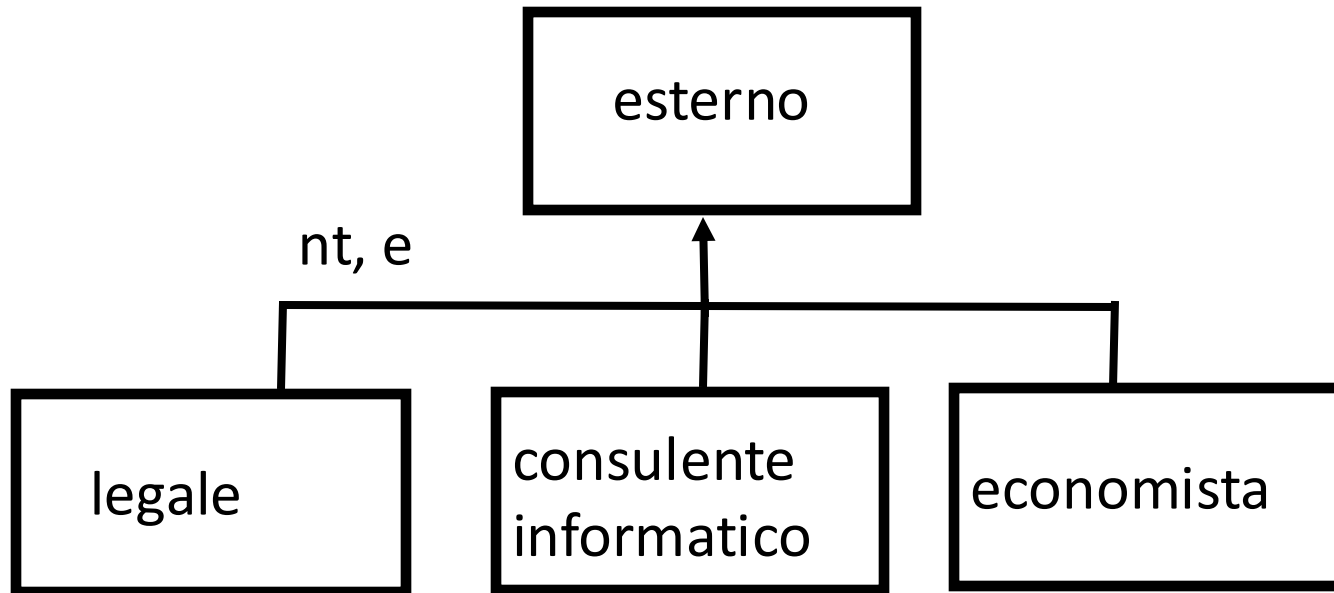 esterno
nt, e
legale
consulente
informatico
economista